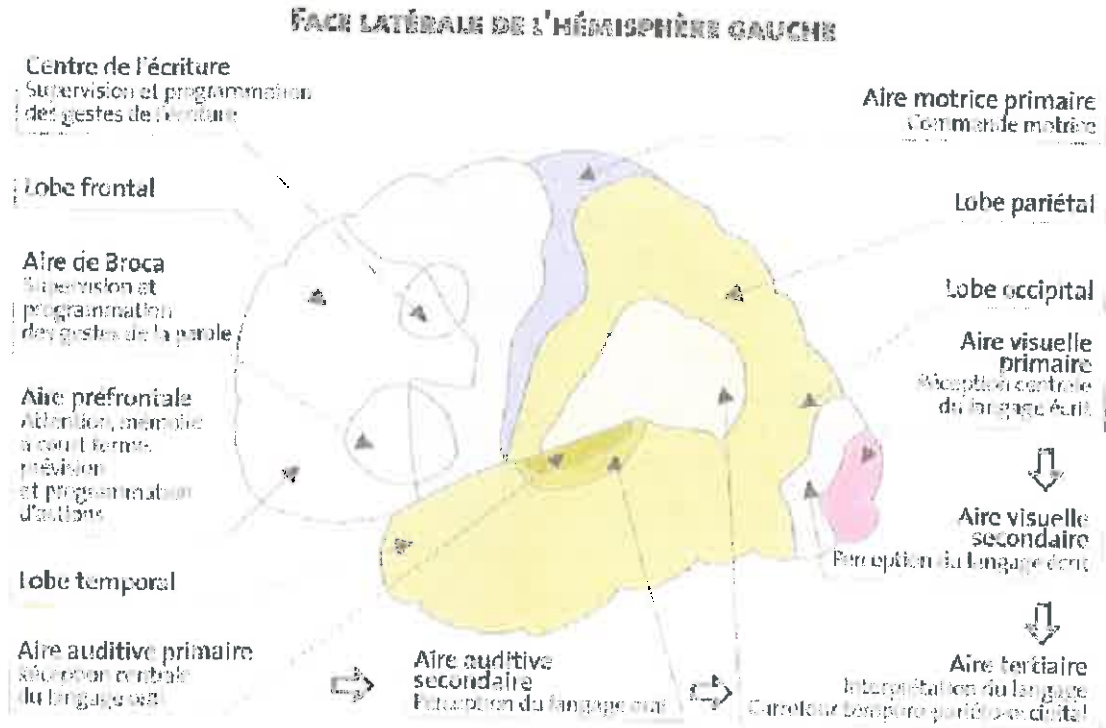 FACE LATÉRALE DE L'HÉMISPHÈRE GAUCHE
Centre de l'écriture
Supervision et programmation
des gestes de l'écriture
Lobe frontal
Aire de Broca
Supervision et
programmation
des gestes de la parole
Aire préfrontale
Attention, mémoire
à court terme,
prévision
et programmation
d'actions
Lobe temporal
Aire auditive primaire
Réception centrale
du langage oral
Aire auditive
secondaire
Perception du langage oral
Aire motrice primaire
Commande motrice
Lobe pariétal
Lobe occipital
Aire visuelle
primaire
Réception centrale
du langage écrit
Aire visuelle
secondaire
Perception du langage écrit
Aire tertiaire
Interprétation du langage
Carrefour temporo-pariéto-occipital